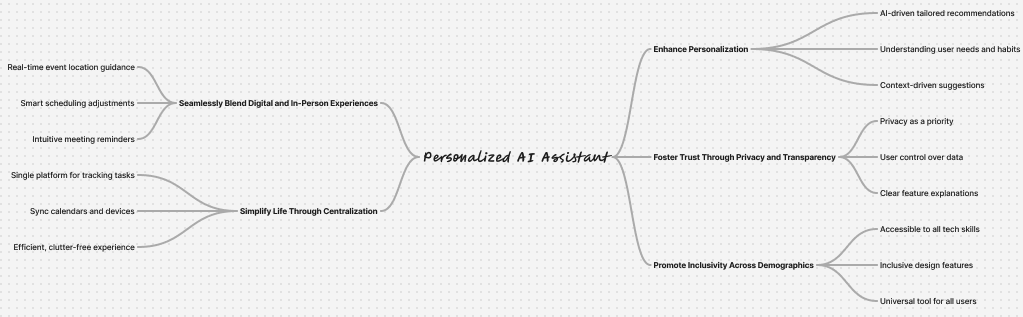 Personalized AI Assistant
Seamlessly Blend Digital and In-Person Experiences
Real-time event location guidance
Smart scheduling adjustments
Intuitive meeting reminders
Simplify Life Through Centralization
Single platform for tracking tasks
Sync calendars and devices
Efficient, clutter-free experience
Enhance Personalization
AI-driven tailored recommendations
Understanding user needs and habits
Context-driven suggestions
Foster Trust Through Privacy and Transparency
Privacy as a priority
User control over data
Clear feature explanations
Promote Inclusivity Across Demographics
Accessible to all tech skills
Inclusive design features
Universal tool for all users